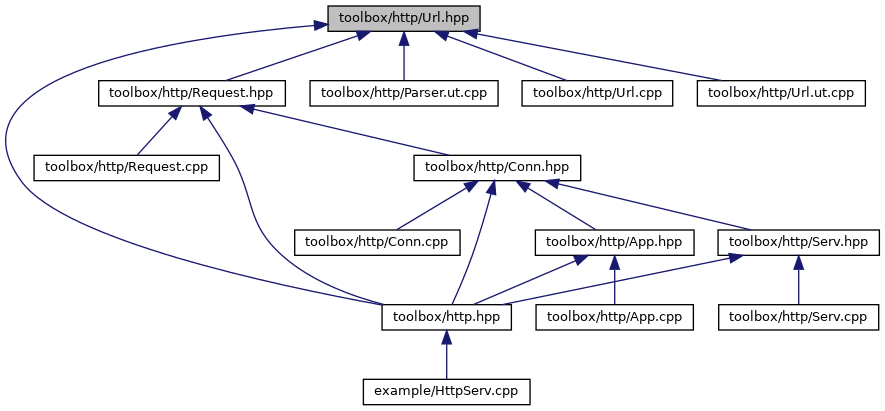 toolbox/http/Url.hpp
toolbox/http/Request.hpp
toolbox/http/Parser.ut.cpp
toolbox/http/Url.cpp
toolbox/http/Url.ut.cpp
toolbox/http/Request.cpp
toolbox/http/Conn.hpp
toolbox/http/Conn.cpp
toolbox/http/App.hpp
toolbox/http/Serv.hpp
toolbox/http.hpp
toolbox/http/App.cpp
toolbox/http/Serv.cpp
example/HttpServ.cpp